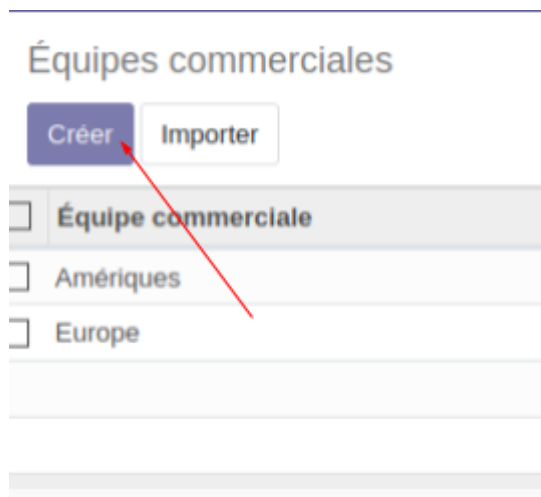 Équipes commerciales
Créer Importer
Équipe commerciale
Amériques
Europe